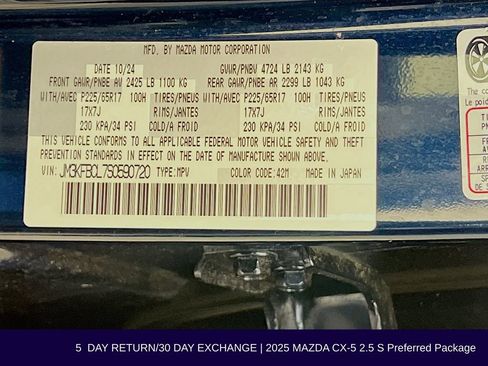 MFD. BY MAZDA MOTOR CORPORATION
DATE 10/24 GVWR/PNBV 4724 LB 2143 KG
FRONT GAWR/PNBE AV 2425 LB 1100 KG REAR GAWR/PNBE AR 2299 LB 1043 KG
WITH/AVEC P225/65R17 100H TIRES/PNEUS WITH/AVEC P225/65R17 100H TIRES/PNEUS
17X7J RIMS/JANTES 17X7J RIMS/JANTES
230 KPA/34 PSI COLD/A FROID 230 KPA/34 PSI COLD/A FROID
THIS VEHICLE CONFORMS TO ALL APPLICABLE FEDERAL MOTOR VEHICLE SAFETY AND THEFT
PREVENTION STANDARDS IN EFFECT ON THE DATE OF MANUFACTURE SHOWN ABOVE.
VIN: JM3KFBCL7S0590720 TYPE:MPV COLOR CODE:42M MADE IN JAPAN
The co
Le poid
5 DAY RETURN/30 DAY EXCHANGE | 2025 MAZDA CX-5 2.5 S Preferred Package